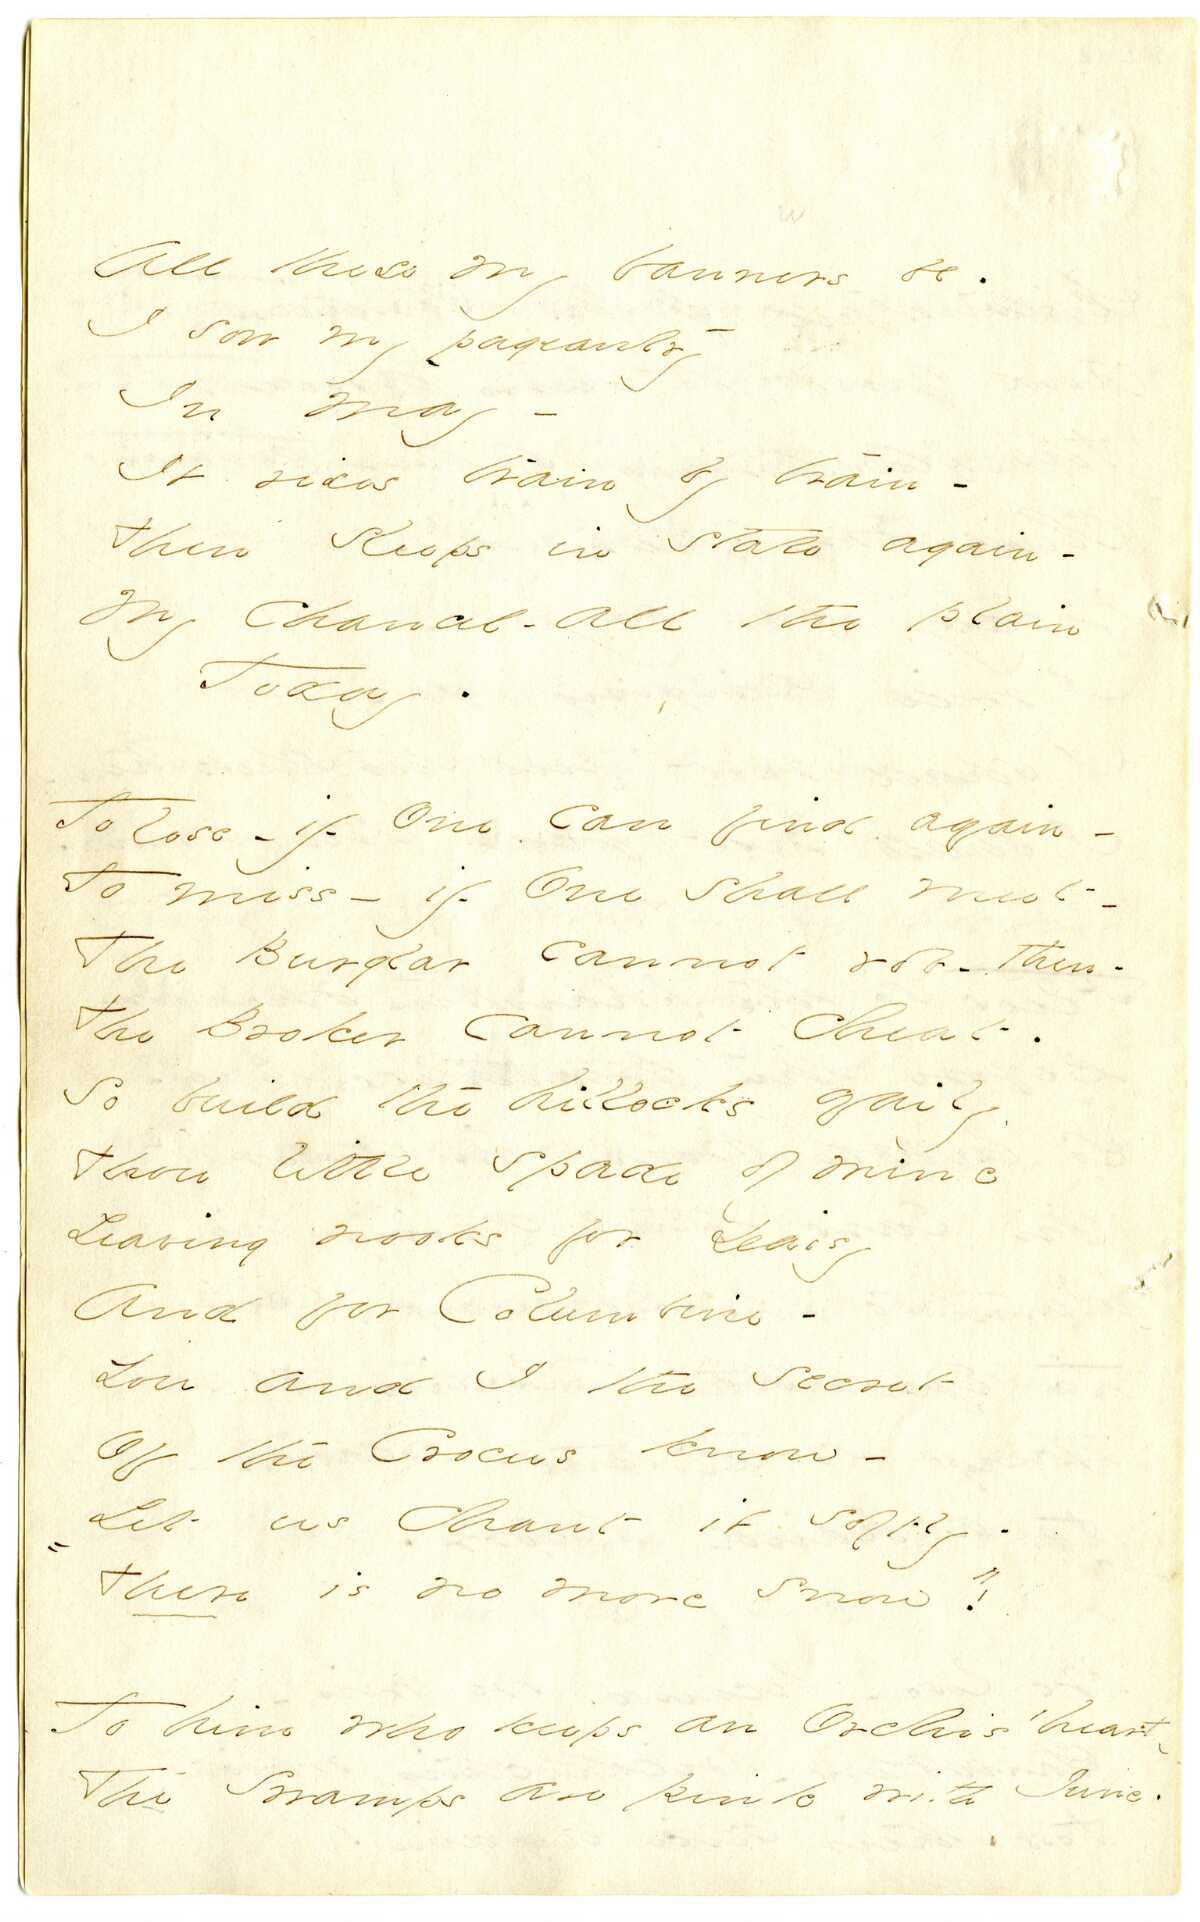 All these my banners be.
I sow my pageantry
In May -
It rises train by train -
Then sleeps in state again -
My chancel - all the plain
Today.
To lose - if One can find again -
To miss - if One shall meet -
The Burglar cannot rob - then -
The Broker cannot cheat.
So build the hillocks gaily
Thou little spade of mine
Leaving nooks for Daisy
And for Columbine -
You and I the secret
Of the Crocus know -
Let us chant it softly -
"There is no more snow"!
To him who keeps an Orchis' heart -
The swamps are pink with June.